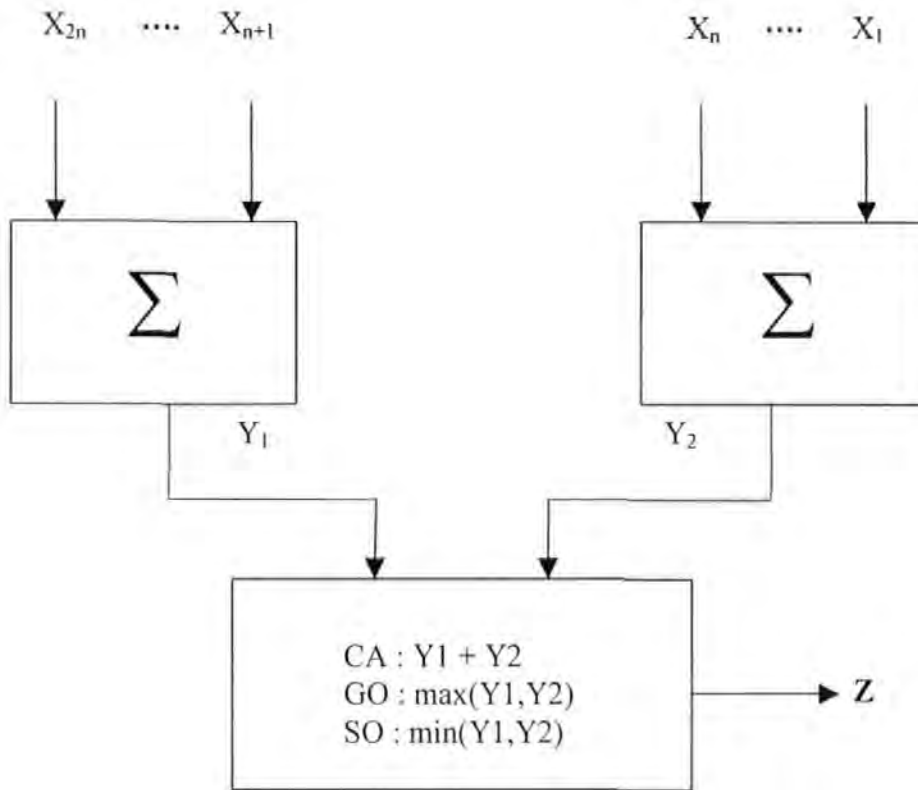 X₂ₙ .... Xₙ₊₁ Xₙ .... X₁
Σ Σ
Y₁ Y₂
CA : Y1 + Y2
GO : max(Y1,Y2)
SO : min(Y1,Y2)
Z